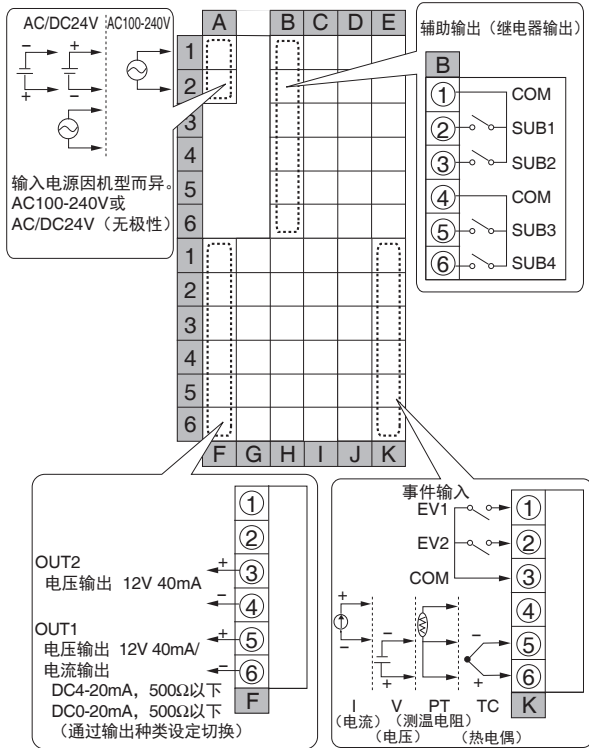 AC/DC24V AC100-240V
输入电源因机型而异。
AC100-240V或
AC/DC24V（无极性）
A B C D E
1
2
3
4
5
6
1
2
3
4
5
6
F G H I J K
辅助输出（继电器输出）
B
① COM
② SUB1
③ SUB2
④ COM
⑤ SUB3
⑥ SUB4
①
②
OUT2 + ③
电压输出 12V 40mA
− ④
OUT1 + ⑤
电压输出 12V 40mA/
电流输出 − ⑥
DC4-20mA，500Ω以下
DC0-20mA，500Ω以下
（通过输出种类设定切换）
F
事件输入
EV1 ①
EV2 ②
COM ③
④
⑤
⑥
I V PT TC K
（电流） （测温电阻）
（电压） （热电偶）